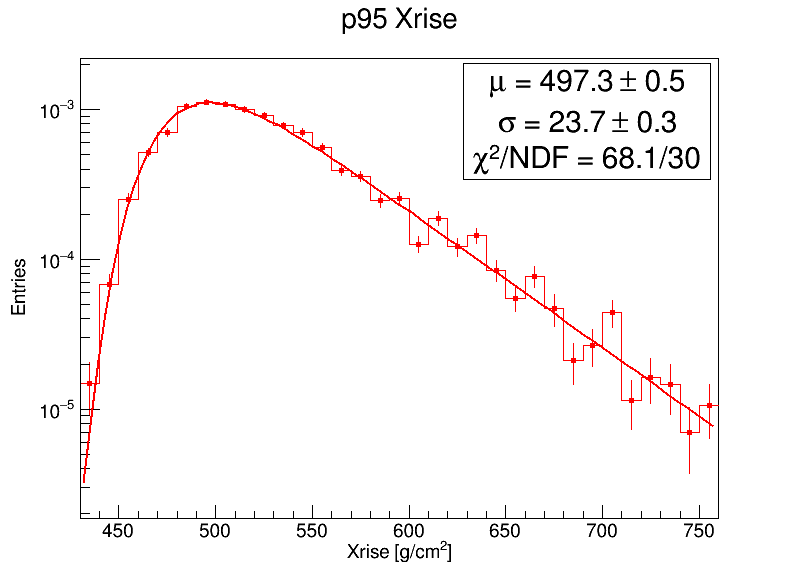 p95 Xrise
μ = 497.3 ± 0.5
σ = 23.7 ± 0.3
χ²/NDF = 68.1/30
Entries
10⁻³
10⁻⁴
10⁻⁵
450 500 550 600 650 700 750
Xrise [g/cm²]